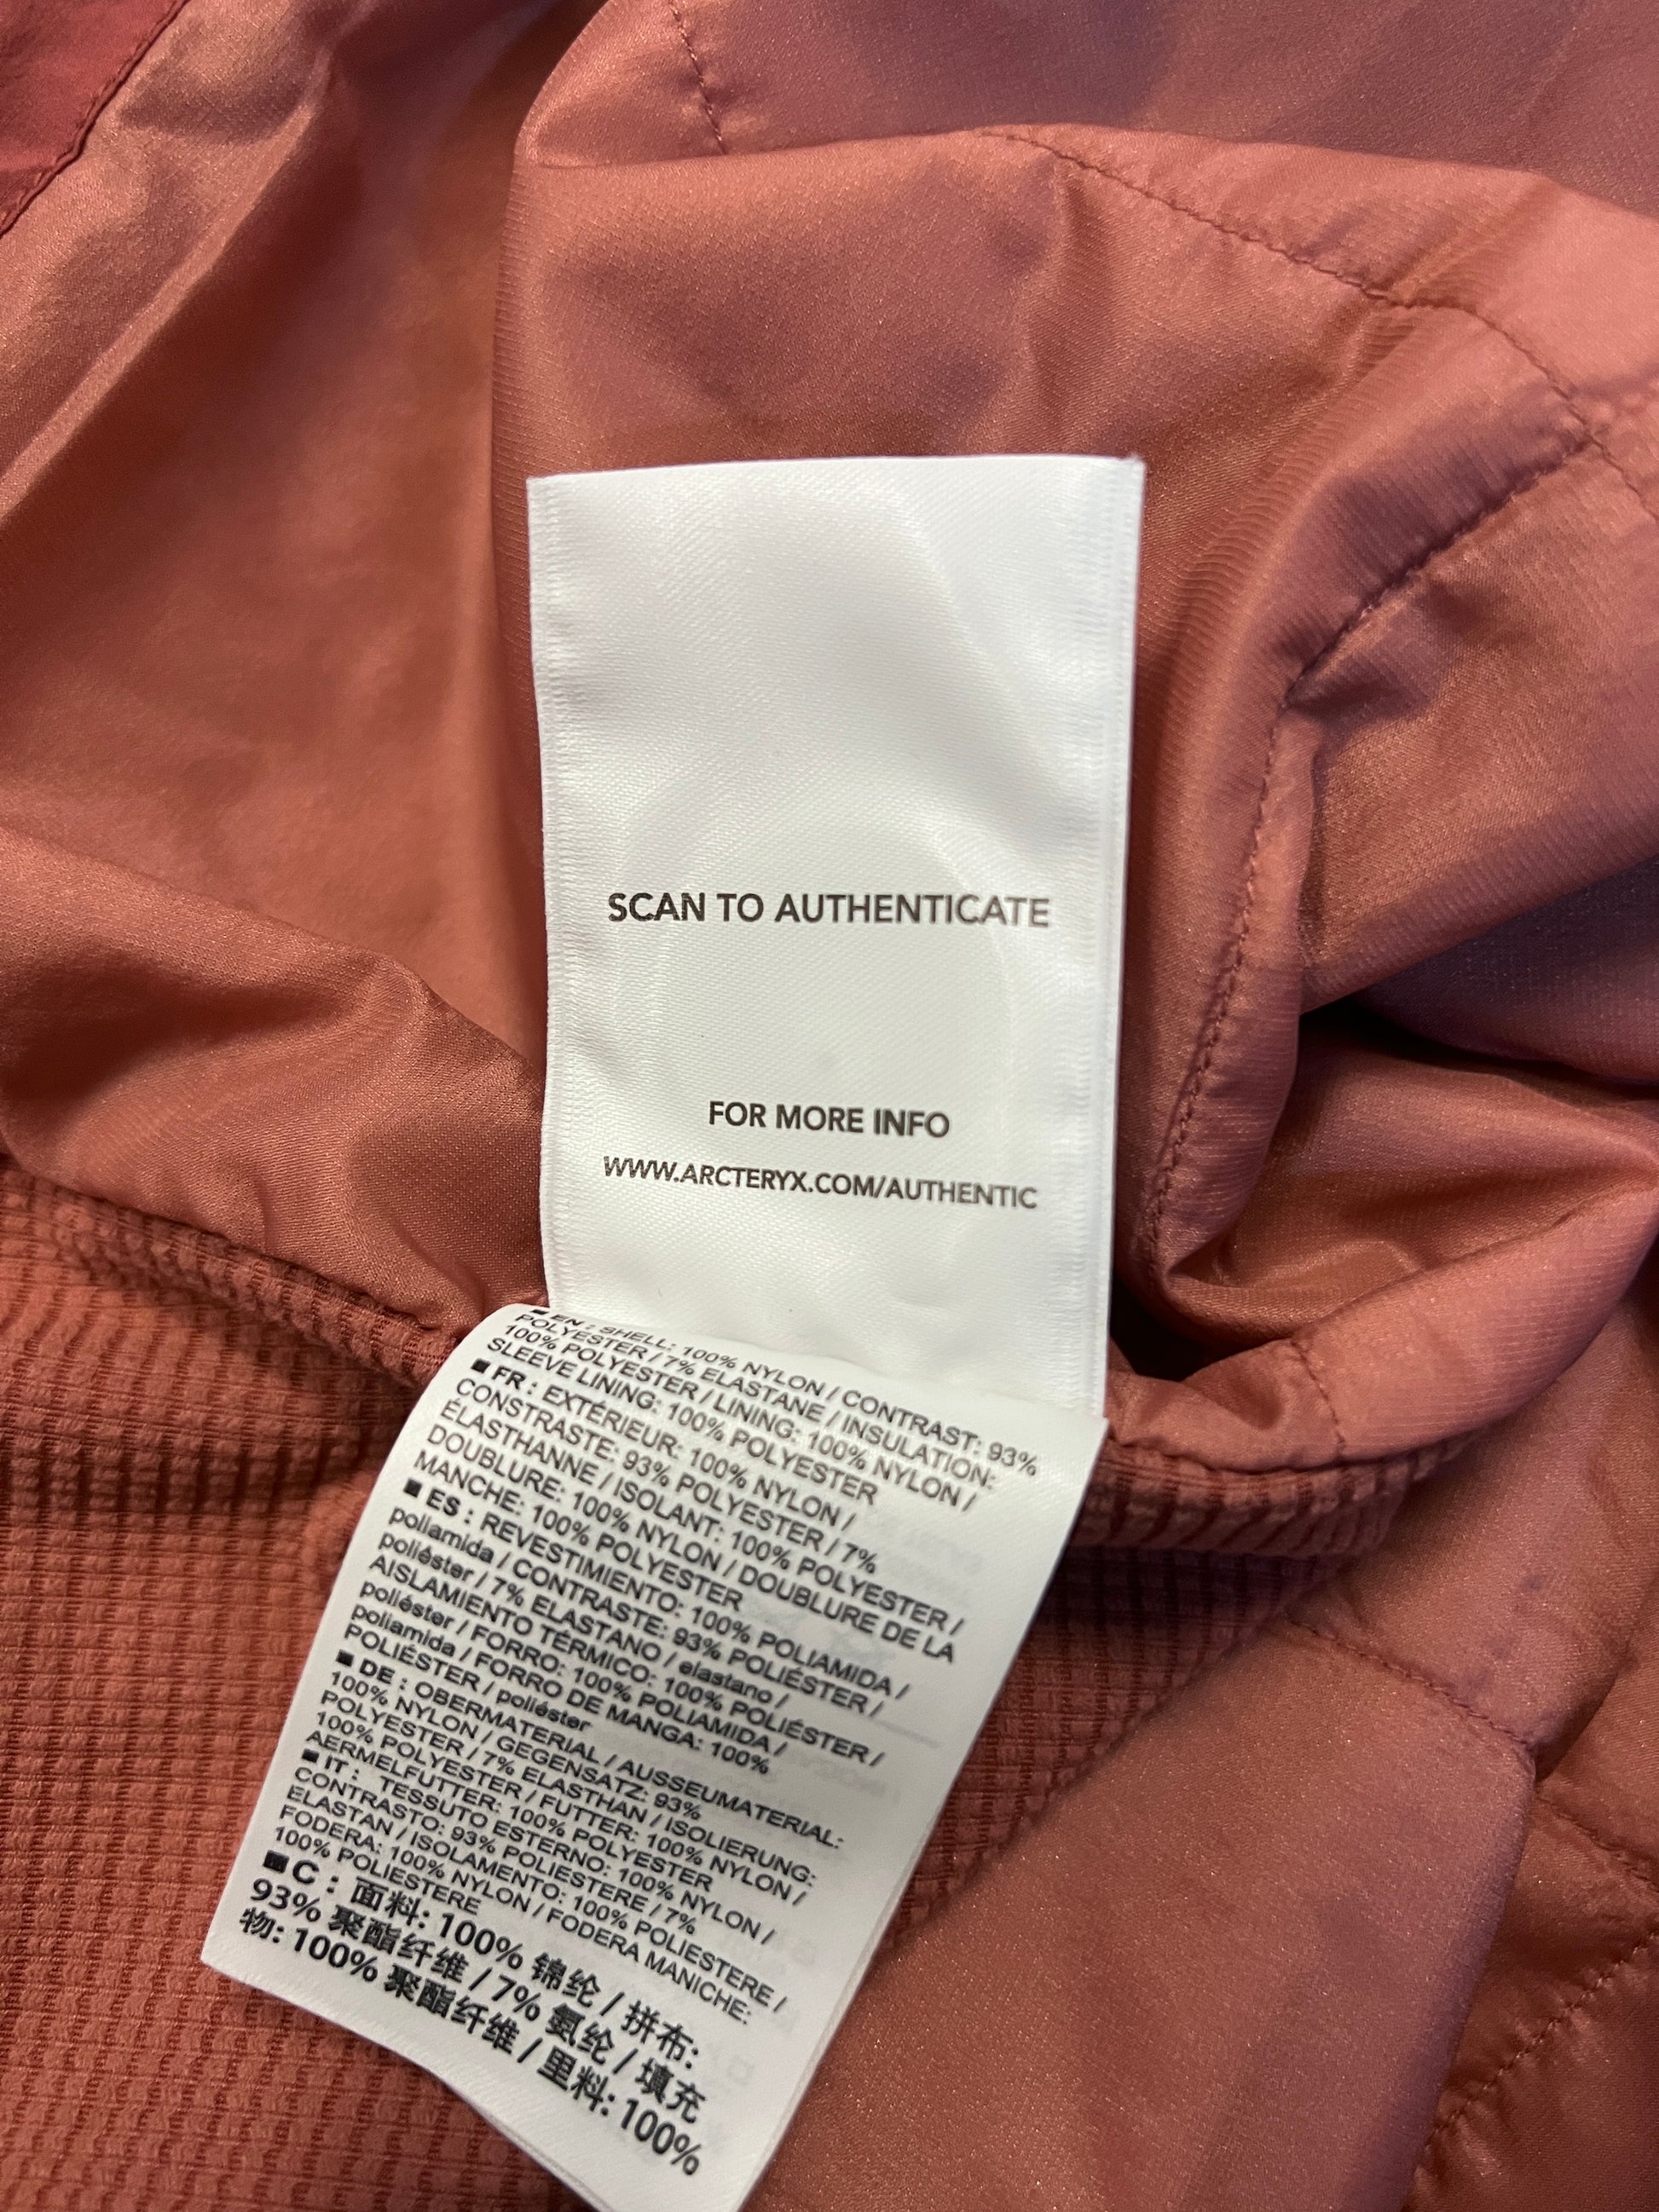 SCAN TO AUTHENTICATE
FOR MORE INFO
WWW.ARCTERYX.COM/AUTHENTIC
■ EN : SHELL: 100% NYLON / CONTRAST: 93%
POLYESTER / 7% ELASTANE / INSULATION:
100% POLYESTER / LINING: 100% NYLON /
SLEEVE LINING: 100% POLYESTER
■ FR : EXTÉRIEUR: 100% NYLON /
CONSTRASTE: 93% POLYESTER / 7%
ÉLASTHANNE / ISOLANT: 100% POLYESTER /
DOUBLURE: 100% NYLON / DOUBLURE DE LA
MANCHE: 100% POLYESTER
■ ES : REVESTIMIENTO: 100% POLIAMIDA /
poliamida / CONTRASTE: 93% POLIÉSTER /
poliéster / 7% ELASTANO / elastano /
AISLAMIENTO TÉRMICO: 100% POLIÉSTER /
poliéster / FORRO: 100% POLIAMIDA /
poliamida / FORRO DE MANGA: 100%
POLIÉSTER / poliéster
■ DE : OBERMATERIAL / AUSSEUMATERIAL:
100% NYLON / GEGENSATZ: 93%
POLYESTER / 7% ELASTHAN / ISOLIERUNG:
100% POLYESTER / FUTTER: 100% NYLON /
AERMELFUTTER: 100% POLYESTER
■ IT : TESSUTO ESTERNO: 100% NYLON /
CONTRASTO: 93% POLIESTERE / 7%
ELASTAN / ISOLAMENTO: 100% POLIESTERE /
FODERA: 100% NYLON / FODERA MANICHE:
100% POLIESTERE
■ C : 面料: 100% 锦纶 / 拼布:
93% 聚酯纤维 / 7% 氨纶 / 填充
物: 100% 聚酯纤维 / 里料: 100%